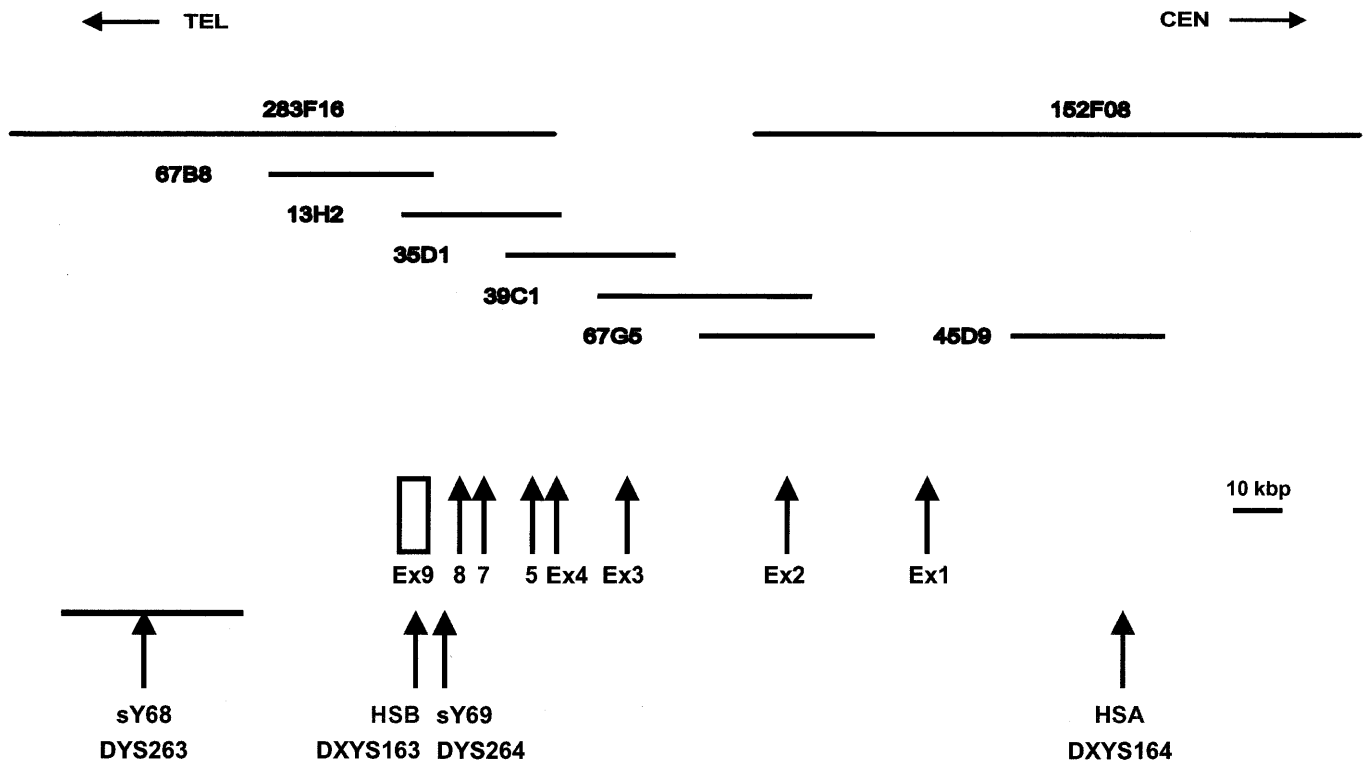 TEL CEN
283F16 152F08
67B8
13H2
35D1
39C1
67G5 45D9
10 kbp
Ex9 8 7 5 Ex4 Ex3 Ex2 Ex1
sY68 HSB sY69 HSA
DYS263 DXYS163 DYS264 DXYS164